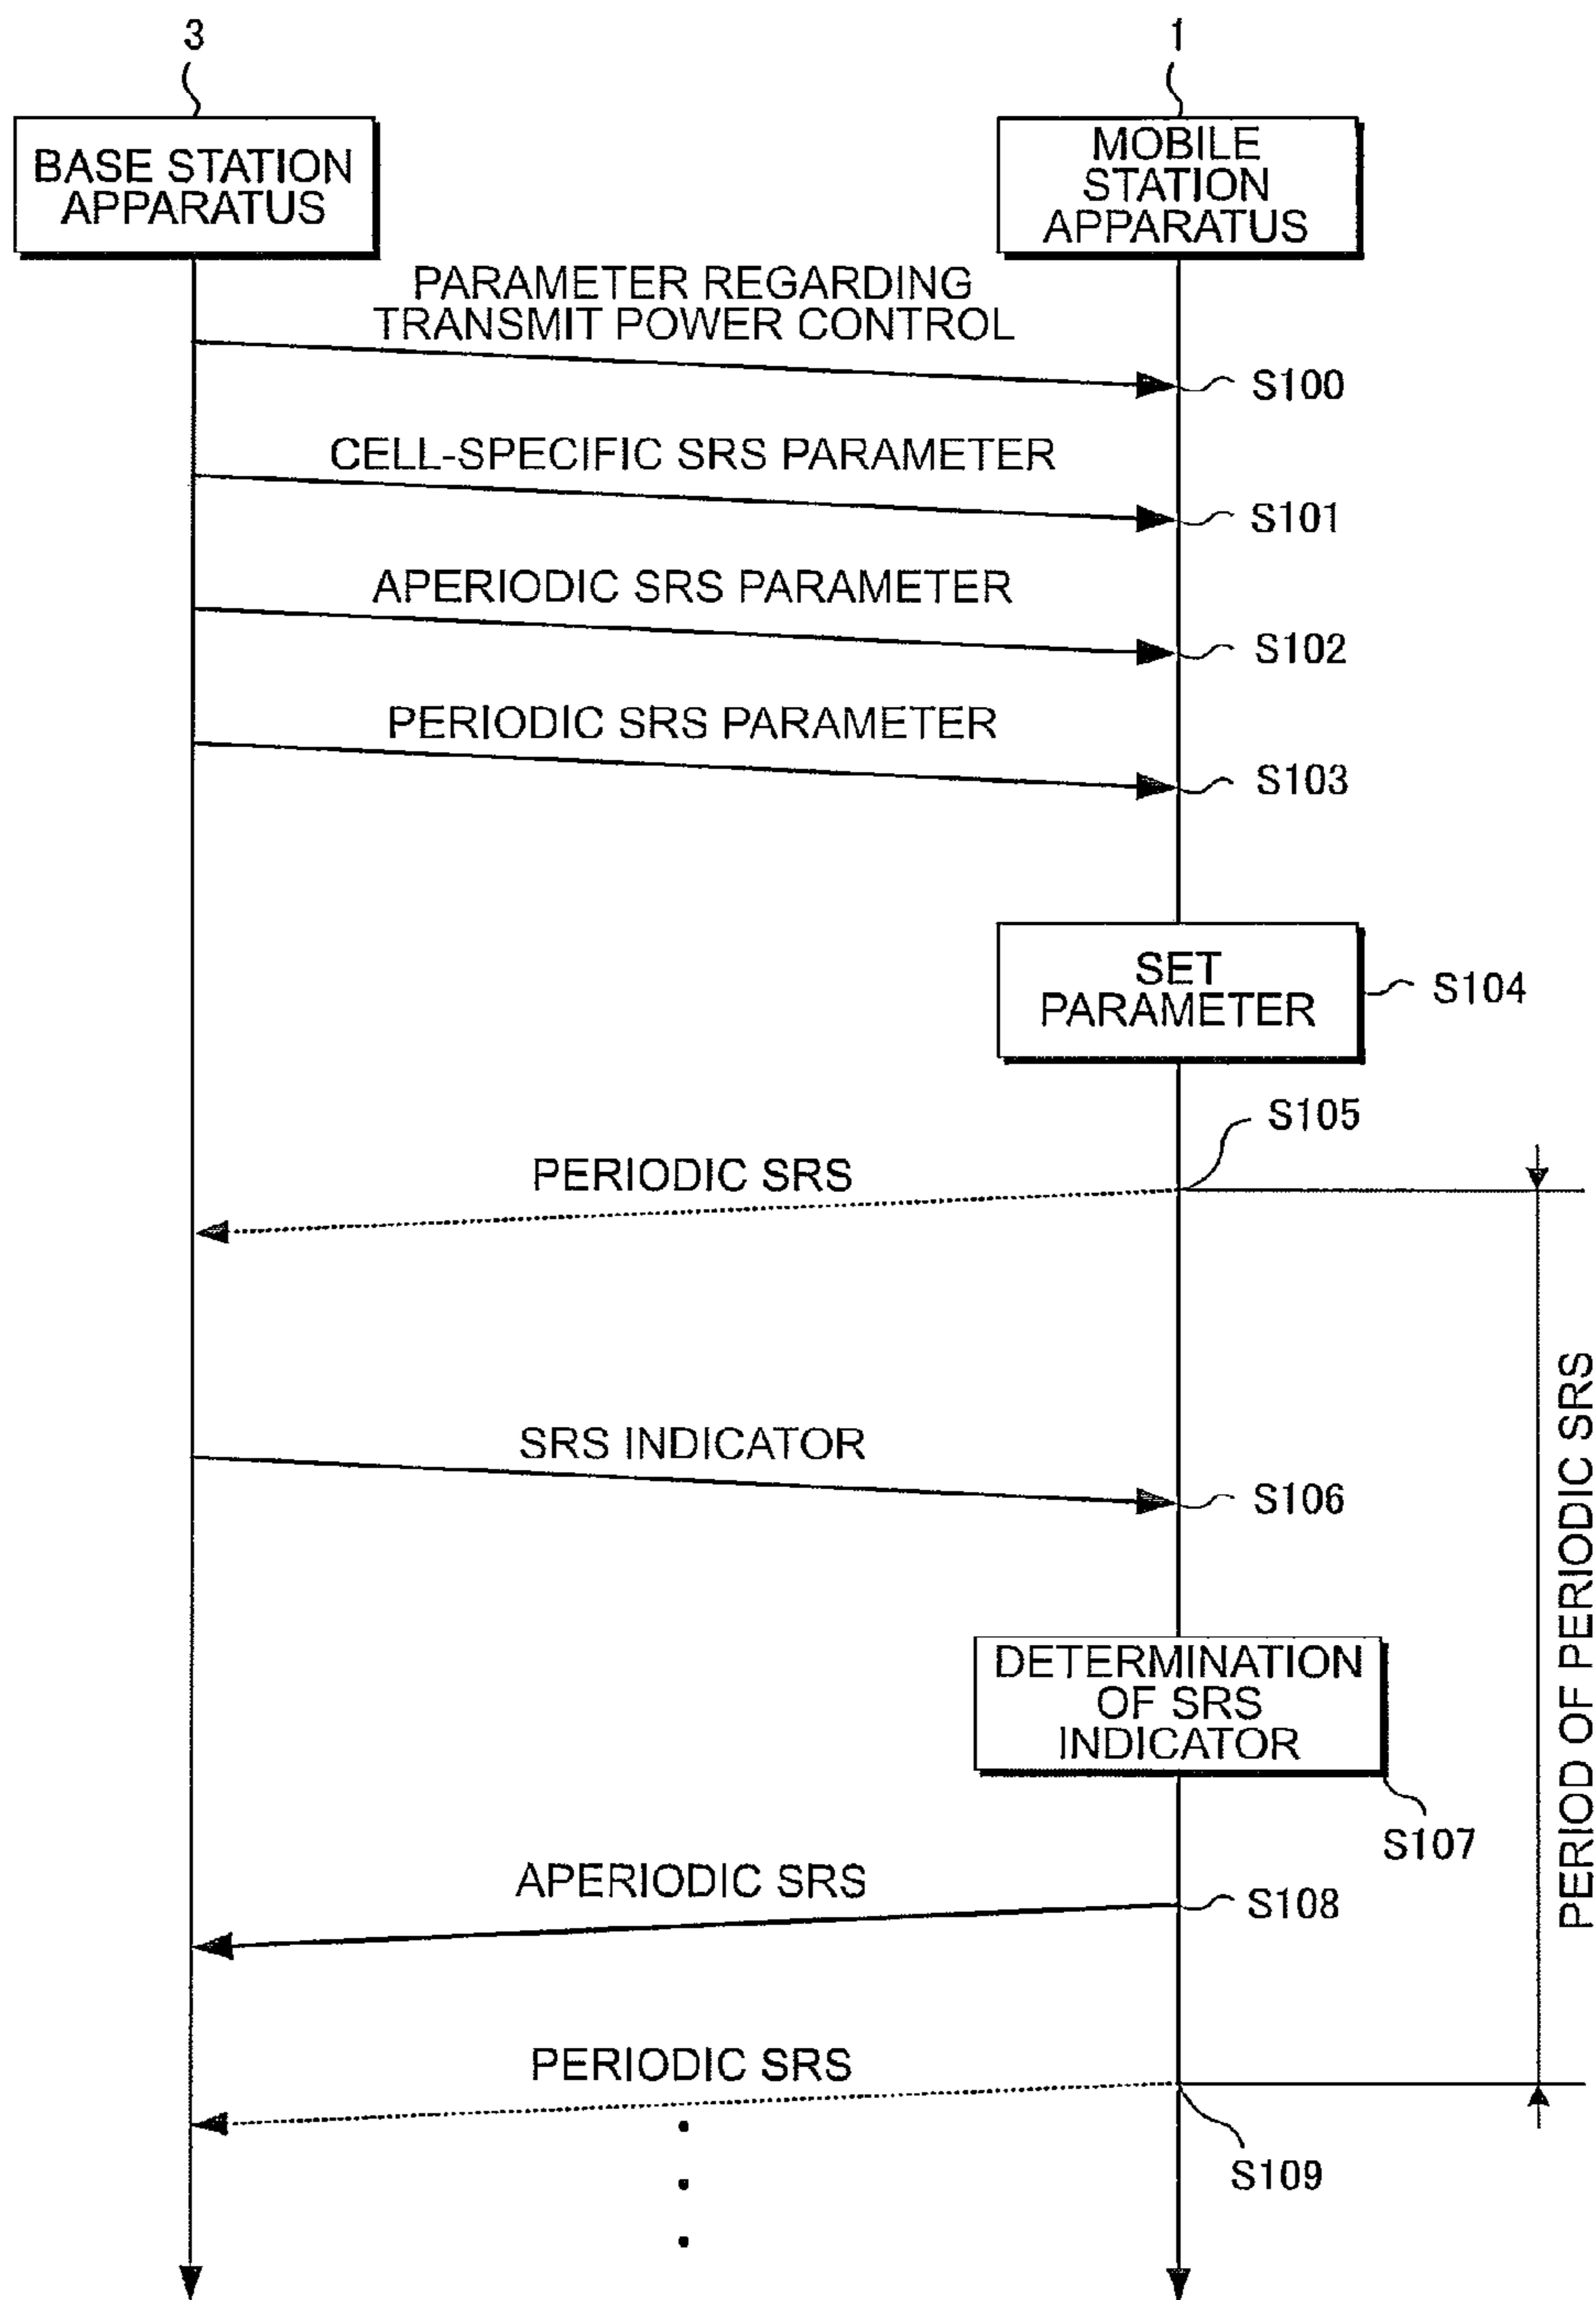 3
1
BASE STATION
APPARATUS
MOBILE
STATION
APPARATUS
PARAMETER REGARDING
TRANSMIT POWER CONTROL
S100
CELL-SPECIFIC SRS PARAMETER
S101
APERIODIC SRS PARAMETER
S102
PERIODIC SRS PARAMETER
S103
SET
PARAMETER
S104
S105
PERIODIC SRS
SRS INDICATOR
S106
PERIOD OF PERIODIC SRS
DETERMINATION
OF SRS
INDICATOR
S107
APERIODIC SRS
S108
PERIODIC SRS
S109